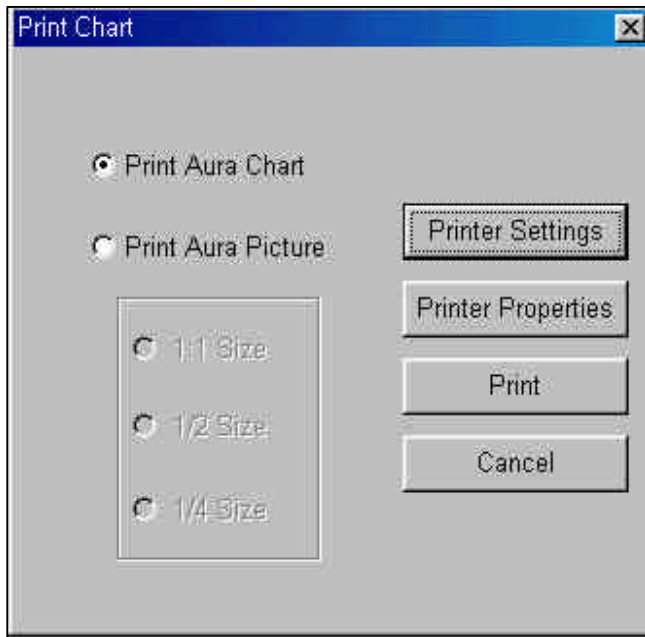 Print Chart
Print Aura Chart
Print Aura Picture
1:1 Size
1/2 Size
1/4 Size
Printer Settings
Printer Properties
Print
Cancel